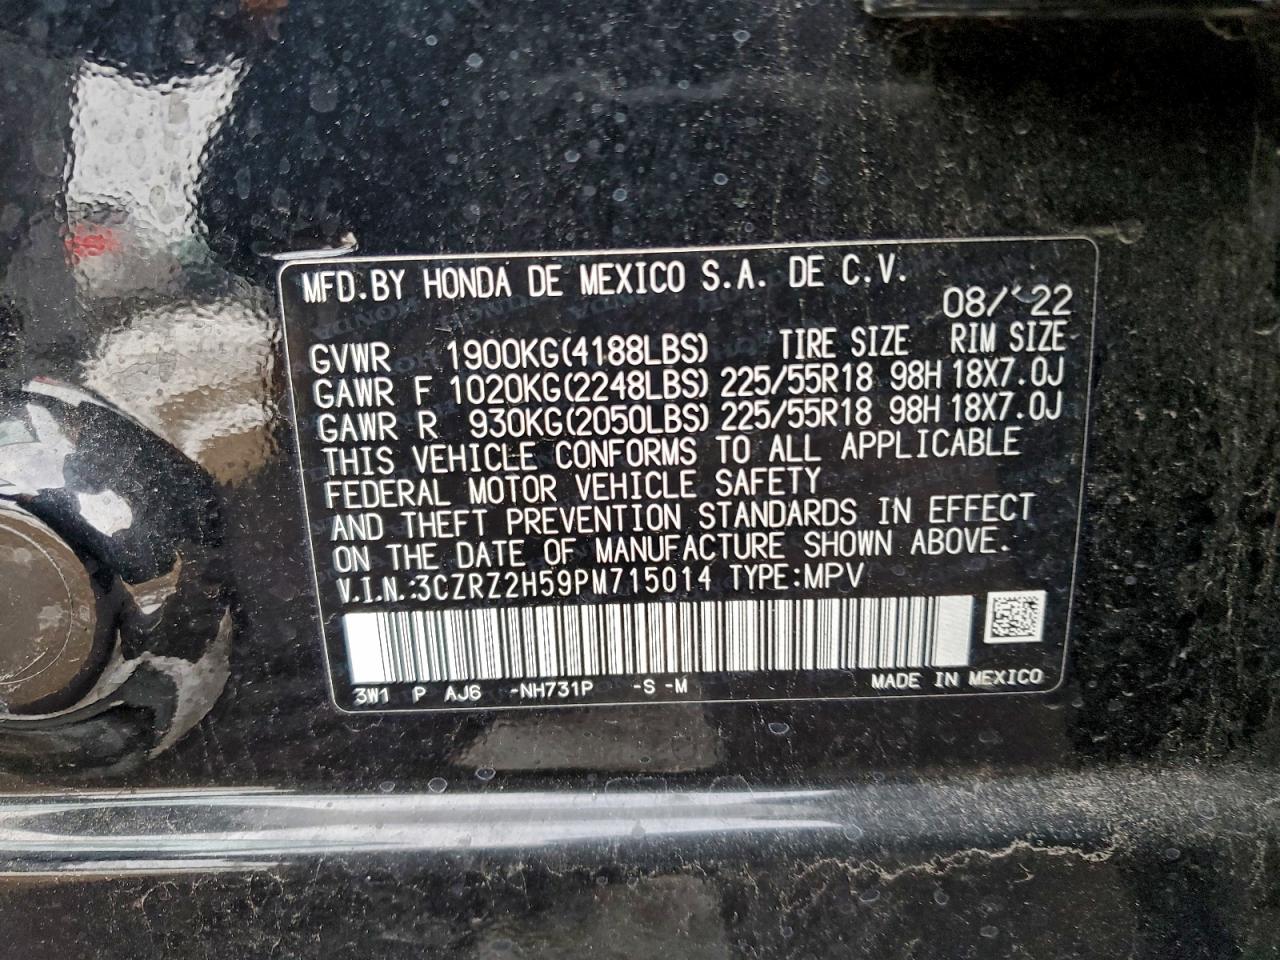 MFD.BY HONDA DE MEXICO S.A. DE C.V.
08/'22
GVWR 1900KG(4188LBS) TIRE SIZE RIM SIZE
GAWR F 1020KG(2248LBS) 225/55R18 98H 18X7.0J
GAWR R 930KG(2050LBS) 225/55R18 98H 18X7.0J
THIS VEHICLE CONFORMS TO ALL APPLICABLE
FEDERAL MOTOR VEHICLE SAFETY
AND THEFT PREVENTION STANDARDS IN EFFECT
ON THE DATE OF MANUFACTURE SHOWN ABOVE.
V.I.N.:3CZRZ2H59PM715014 TYPE:MPV
3W1 P AJ6 -NH731P -S -M MADE IN MEXICO